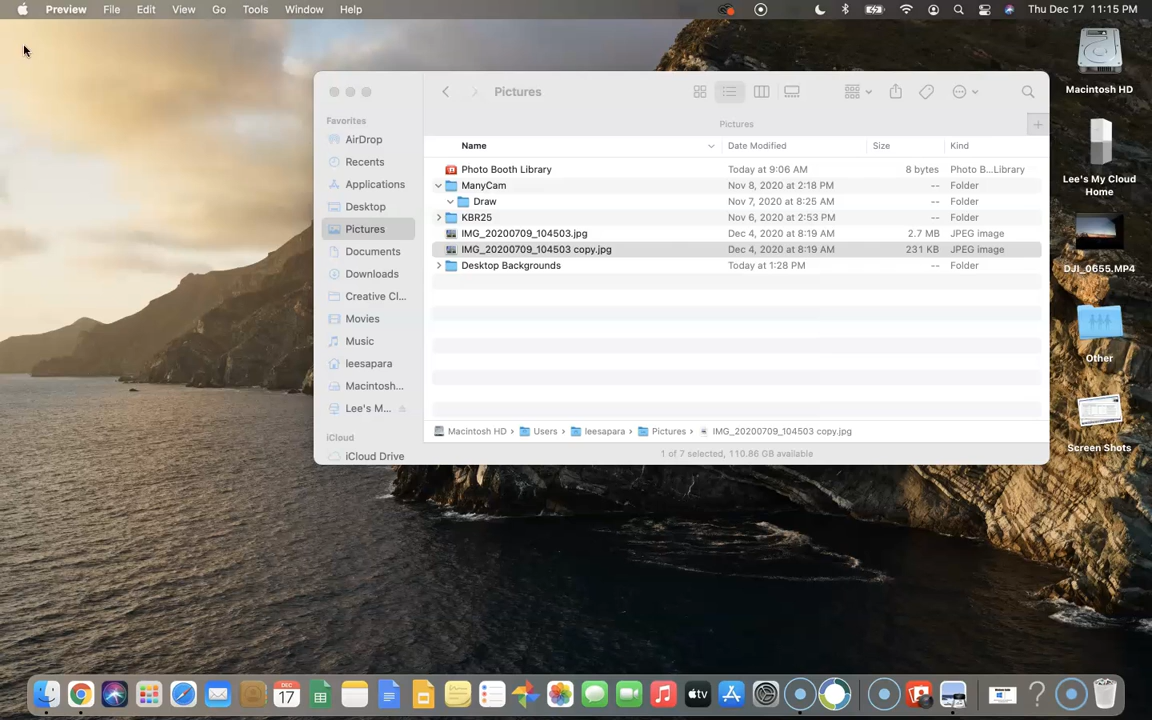 Preview File Edit View Go Tools Window Help Thu Dec 17 11:15 PM
Pictures
Favorites
AirDrop
Recents
Applications
Desktop
Pictures
Documents
Downloads
Creative Cl...
Movies
Music
leesapara
Macintosh...
Lee's M...
iCloud
iCloud Drive
Pictures
Name Date Modified Size Kind
Photo Booth Library Today at 9:06 AM 8 bytes Photo B...Library
ManyCam Nov 8, 2020 at 2:18 PM -- Folder
Draw Nov 7, 2020 at 8:25 AM -- Folder
KBR25 Nov 6, 2020 at 2:53 PM -- Folder
IMG_20200709_104503.jpg Dec 4, 2020 at 8:19 AM 2.7 MB JPEG image
IMG_20200709_104503 copy.jpg Dec 4, 2020 at 8:19 AM 231 KB JPEG image
Desktop Backgrounds Today at 1:28 PM -- Folder
Macintosh HD Users leesapara Pictures IMG_20200709_104503 copy.jpg
1 of 7 selected, 110.86 GB available
Macintosh HD
Lee's My Cloud
Home
DJI_0655.MP4
Other
Screen Shots
DEC
17
tv